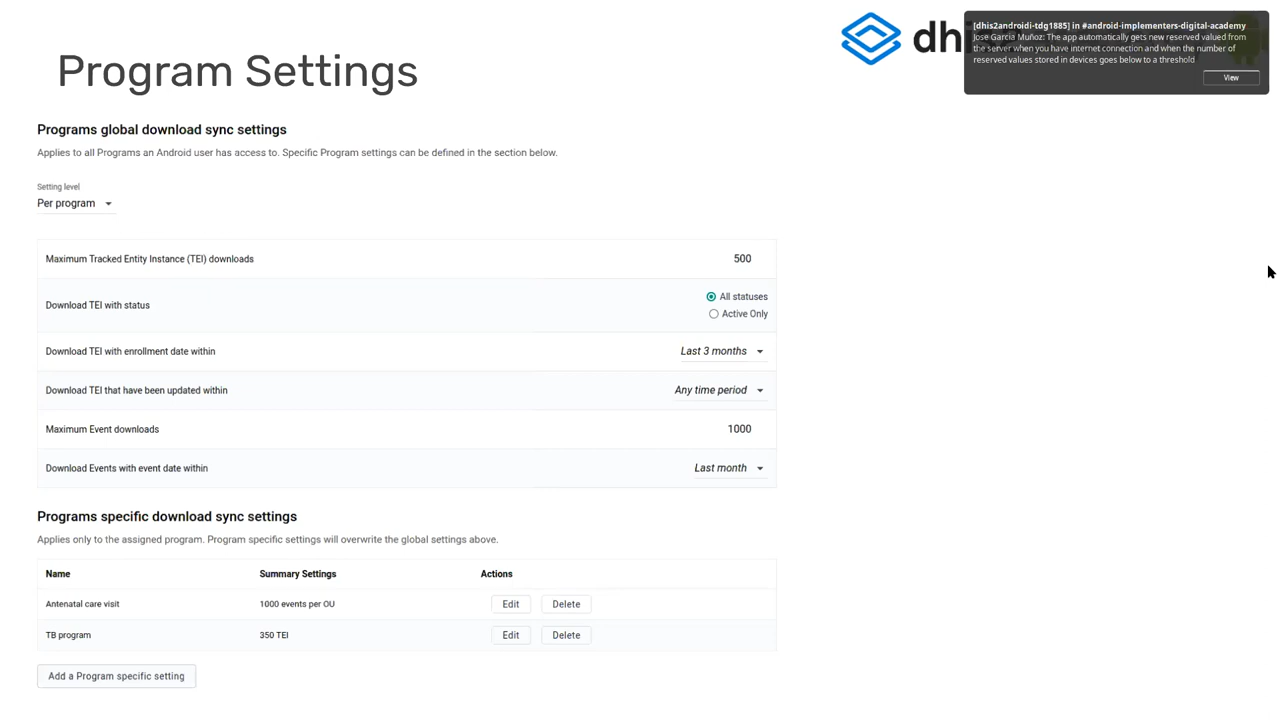 Program Settings
dhis2
[dhis2androidi-tdg1885] in #android-implementers-digital-academy
Jose Garcia Muñoz: The app automatically gets new reserved valued from
the server when you have internet connection and when the number of
reserved values stored in devices goes below to a threshold
View
Programs global download sync settings
Applies to all Programs an Android user has access to. Specific Program settings can be defined in the section below.
Setting level
Per program
Maximum Tracked Entity Instance (TEI) downloads 500
Download TEI with status
All statuses
Active Only
Download TEI with enrollment date within Last 3 months
Download TEI that have been updated within Any time period
Maximum Event downloads 1000
Download Events with event date within Last month
Programs specific download sync settings
Applies only to the assigned program. Program specific settings will overwrite the global settings above.
Name Summary Settings Actions
Antenatal care visit 1000 events per OU Edit Delete
TB program 350 TEI Edit Delete
Add a Program specific setting